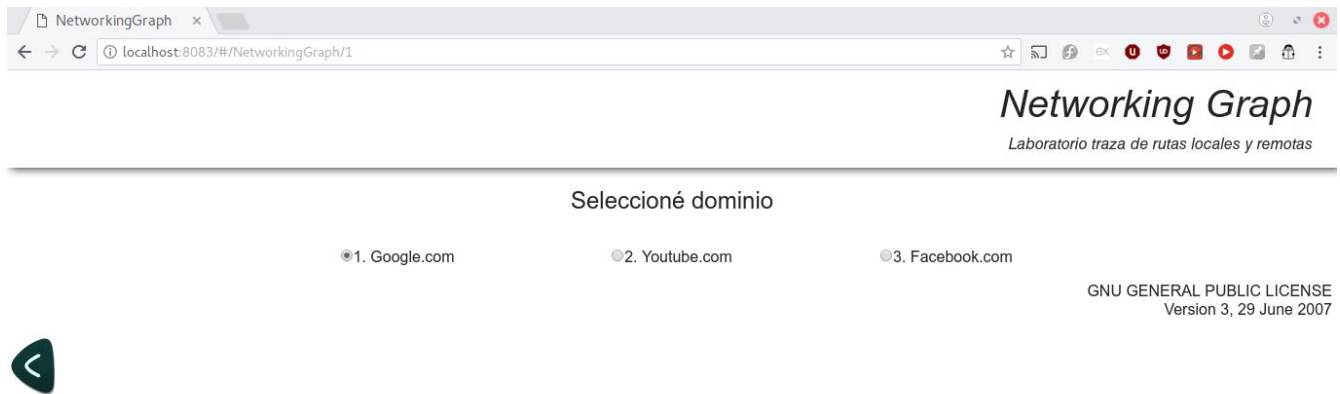 NetworkingGraph
localhost:8083/#/NetworkingGraph/1
Networking Graph
Laboratorio traza de rutas locales y remotas
Seleccioné dominio
1. Google.com
2. Youtube.com
3. Facebook.com
GNU GENERAL PUBLIC LICENSE
Version 3, 29 June 2007